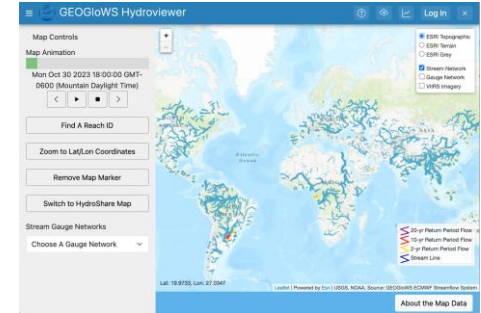 GEOGloWS Hydroviewer
Log In
Map Controls
Map Animation
Mon Oct 30 2023 18:00:00 GMT-
0600 (Mountain Daylight Time)
Find A Reach ID
Zoom to Lat/Lon Coordinates
Remove Map Marker
Switch to HydroShare Map
Stream Gauge Networks
Choose A Gauge Network
+
−
ESRI Topographic
ESRI Terrain
ESRI Grey
Stream Network
Gauge Network
VIIRS Imagery
ASIA
Atlantic
Ocean
20-yr Return Period Flow
10-yr Return Period Flow
2-yr Return Period Flow
Stream Line
Lat: 19.9733, Lon: 27.3347
Leaflet | Powered by Esri | USGS, NOAA, Source: GEOGloWS ECMWF Streamflow System
About the Map Data